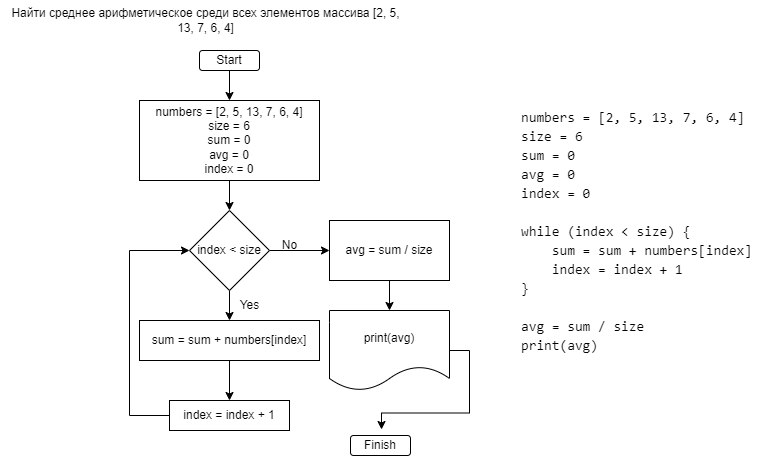 Найти среднее арифметическое среди всех элементов массива [2, 5,
13, 7, 6, 4]
Start
numbers = [2, 5, 13, 7, 6, 4]
size = 6
sum = 0
avg = 0
index = 0
index < size
No
avg = sum / size
Yes
sum = sum + numbers[index]
print(avg)
index = index + 1
Finish
numbers = [2, 5, 13, 7, 6, 4]
size = 6
sum = 0
avg = 0
index = 0
while (index < size) {
    sum = sum + numbers[index]
    index = index + 1
}
avg = sum / size
print(avg)